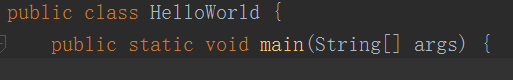 public class HelloWorld {
    public static void main(String[] args) {